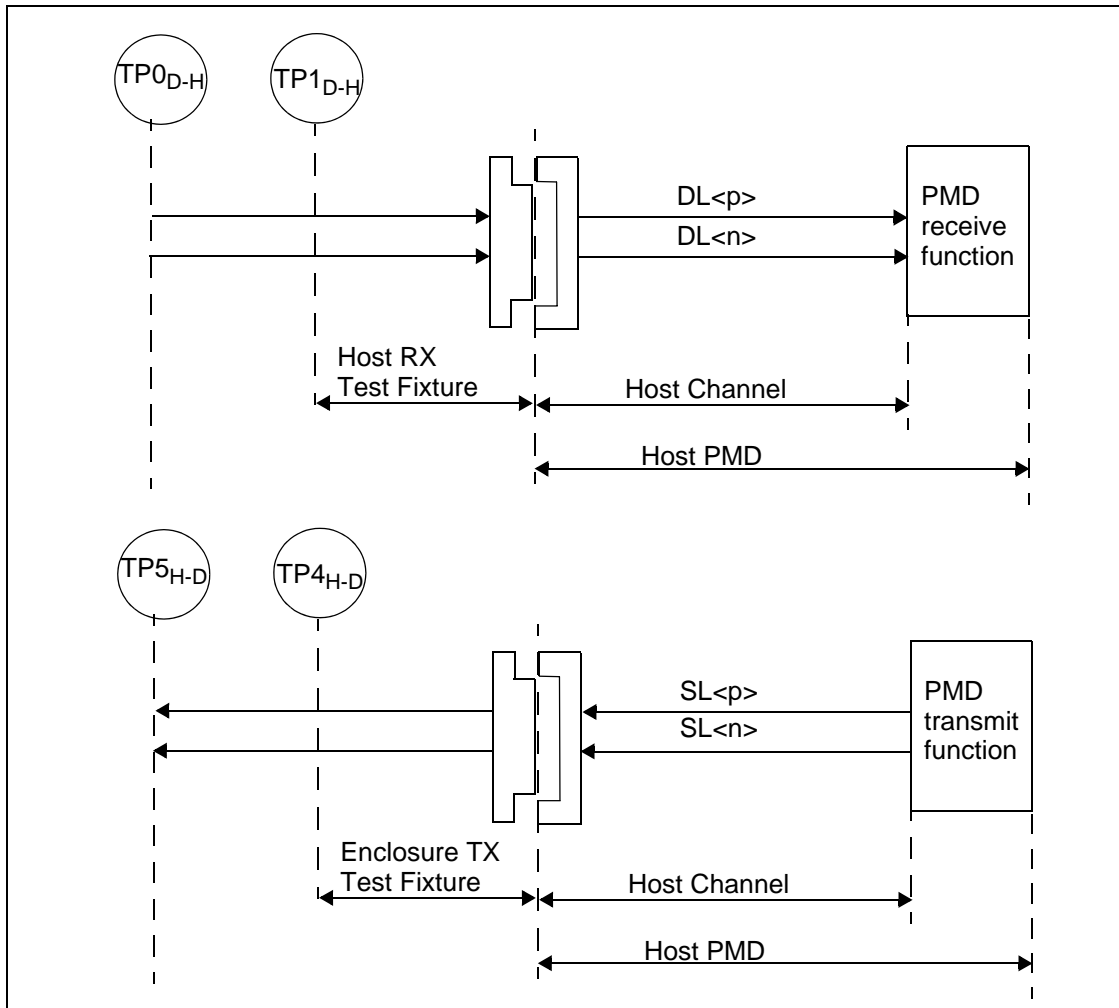 TP0D-H
TP1D-H
DL<p>
DL<n>
PMD
receive
function
Host RX
Test Fixture
Host Channel
Host PMD
TP5H-D
TP4H-D
SL<p>
SL<n>
PMD
transmit
function
Enclosure TX
Test Fixture
Host Channel
Host PMD